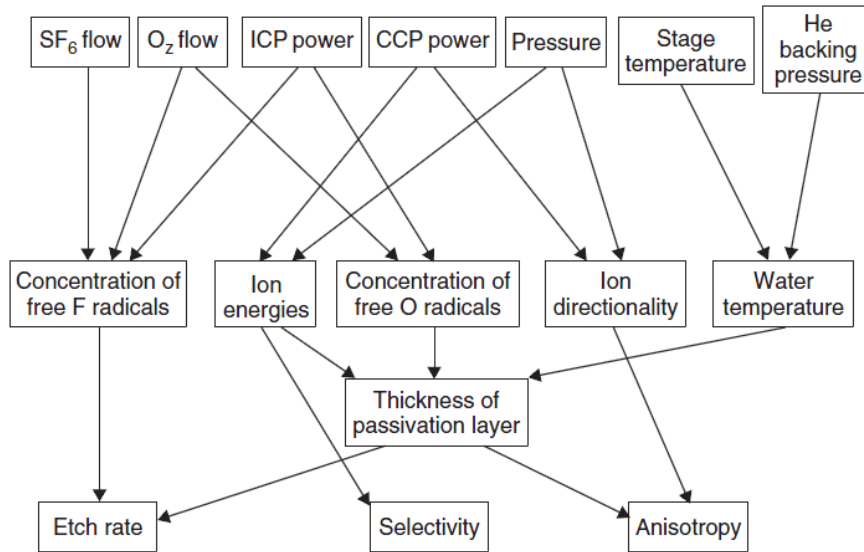 SF₆ flow
O_z flow
ICP power
CCP power
Pressure
Stage
temperature
He
backing
pressure
Concentration of
free F radicals
Ion
energies
Concentration of
free O radicals
Ion
directionality
Water
temperature
Thickness of
passivation layer
Etch rate
Selectivity
Anisotropy